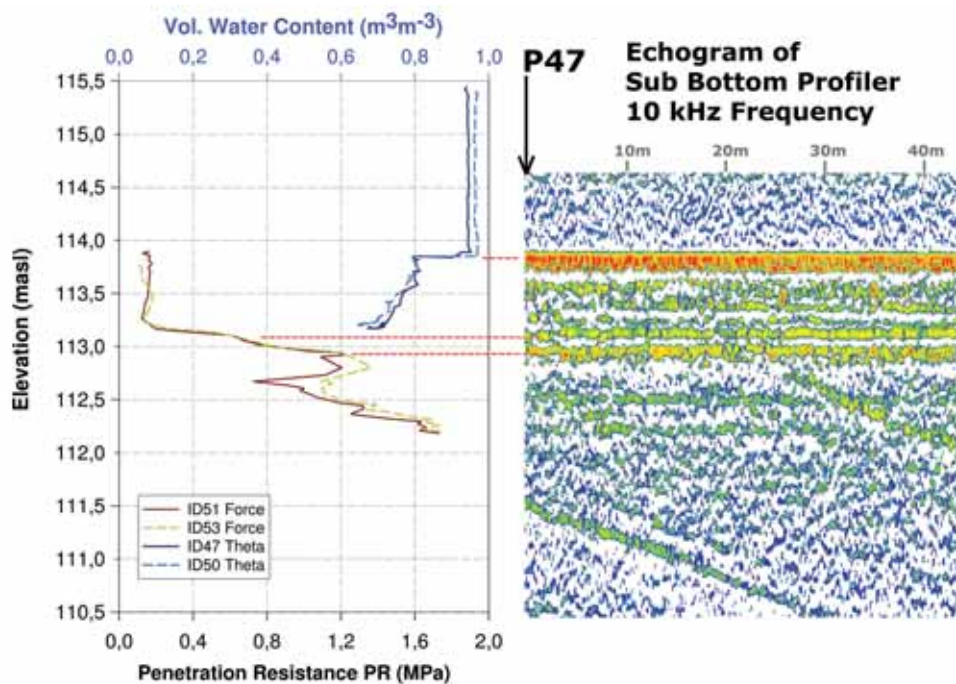 Vol. Water Content (m³m⁻³)
0,0 0,2 0,4 0,6 0,8 1,0
P47
Echogram of
Sub Bottom Profiler
10 kHz Frequency
10m 20m 30m 40m
Elevation (masl)
115,5
115,0
114,5
114,0
113,5
113,0
112,5
112,0
111,5
111,0
110,5
ID51 Force
ID53 Force
ID47 Theta
ID50 Theta
0,0 0,4 0,8 1,2 1,6 2,0
Penetration Resistance PR (MPa)